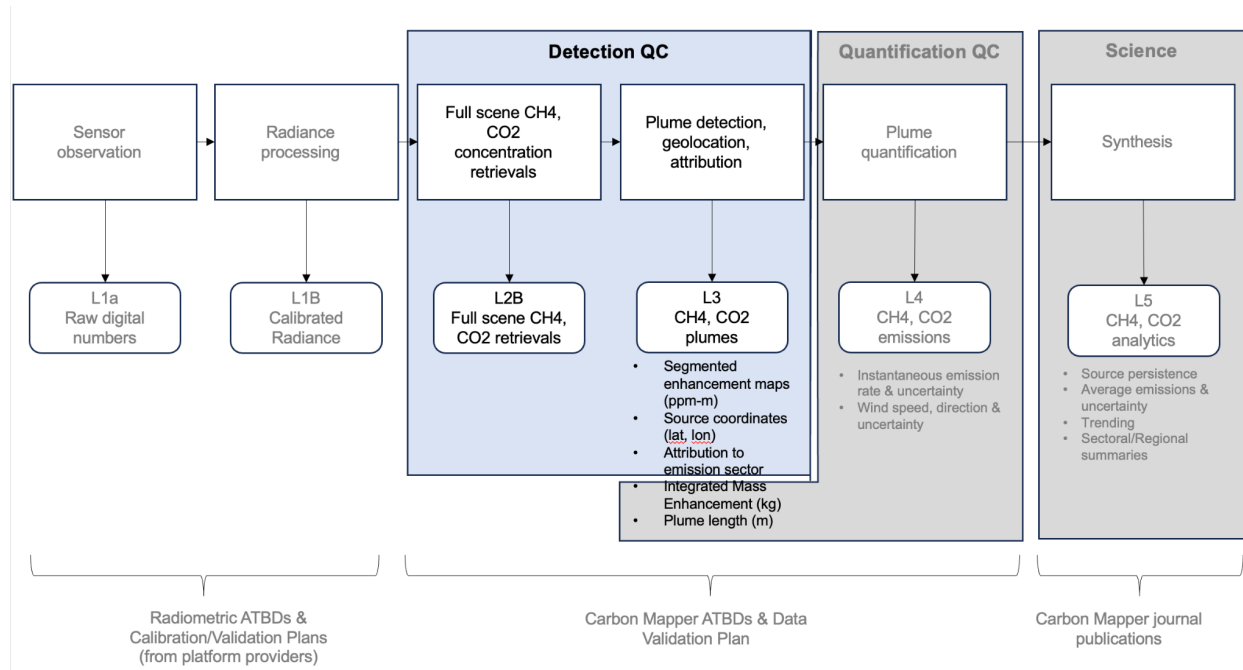 Detection QC
Quantification QC
Science
Sensor
observation
Radiance
processing
Full scene CH4,
CO2
concentration
retrievals
Plume detection,
geolocation,
attribution
Plume
quantification
Synthesis
L1a
Raw digital
numbers
L1B
Calibrated
Radiance
L2B
Full scene CH4,
CO2 retrievals
L3
CH4, CO2
plumes
L4
CH4, CO2
emissions
L5
CH4, CO2
analytics
• Segmented
enhancement maps
(ppm-m)
• Source coordinates
(lat, lon)
• Attribution to
emission sector
• Integrated Mass
Enhancement (kg)
• Plume length (m)
• Instantaneous emission
rate & uncertainty
• Wind speed, direction &
uncertainty
• Source persistence
• Average emissions &
uncertainty
• Trending
• Sectoral/Regional
summaries
Radiometric ATBDs &
Calibration/Validation Plans
(from platform providers)
Carbon Mapper ATBDs & Data
Validation Plan
Carbon Mapper journal
publications